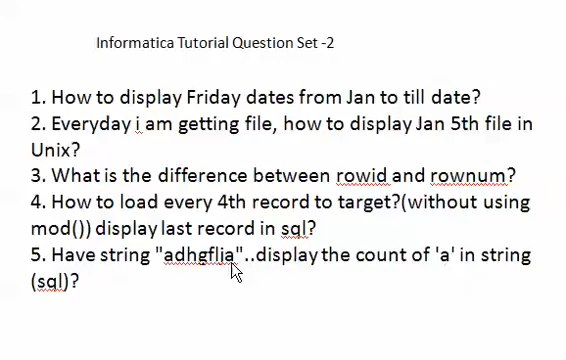 Informatica Tutorial Question Set -2
1. How to display Friday dates from Jan to till date?
2. Everyday i am getting file, how to display Jan 5th file in
Unix?
3. What is the difference between rowid and rownum?
4. How to load every 4th record to target?(without using
mod()) display last record in sql?
5. Have string "adhgflja"..display the count of 'a' in string
(sql)?